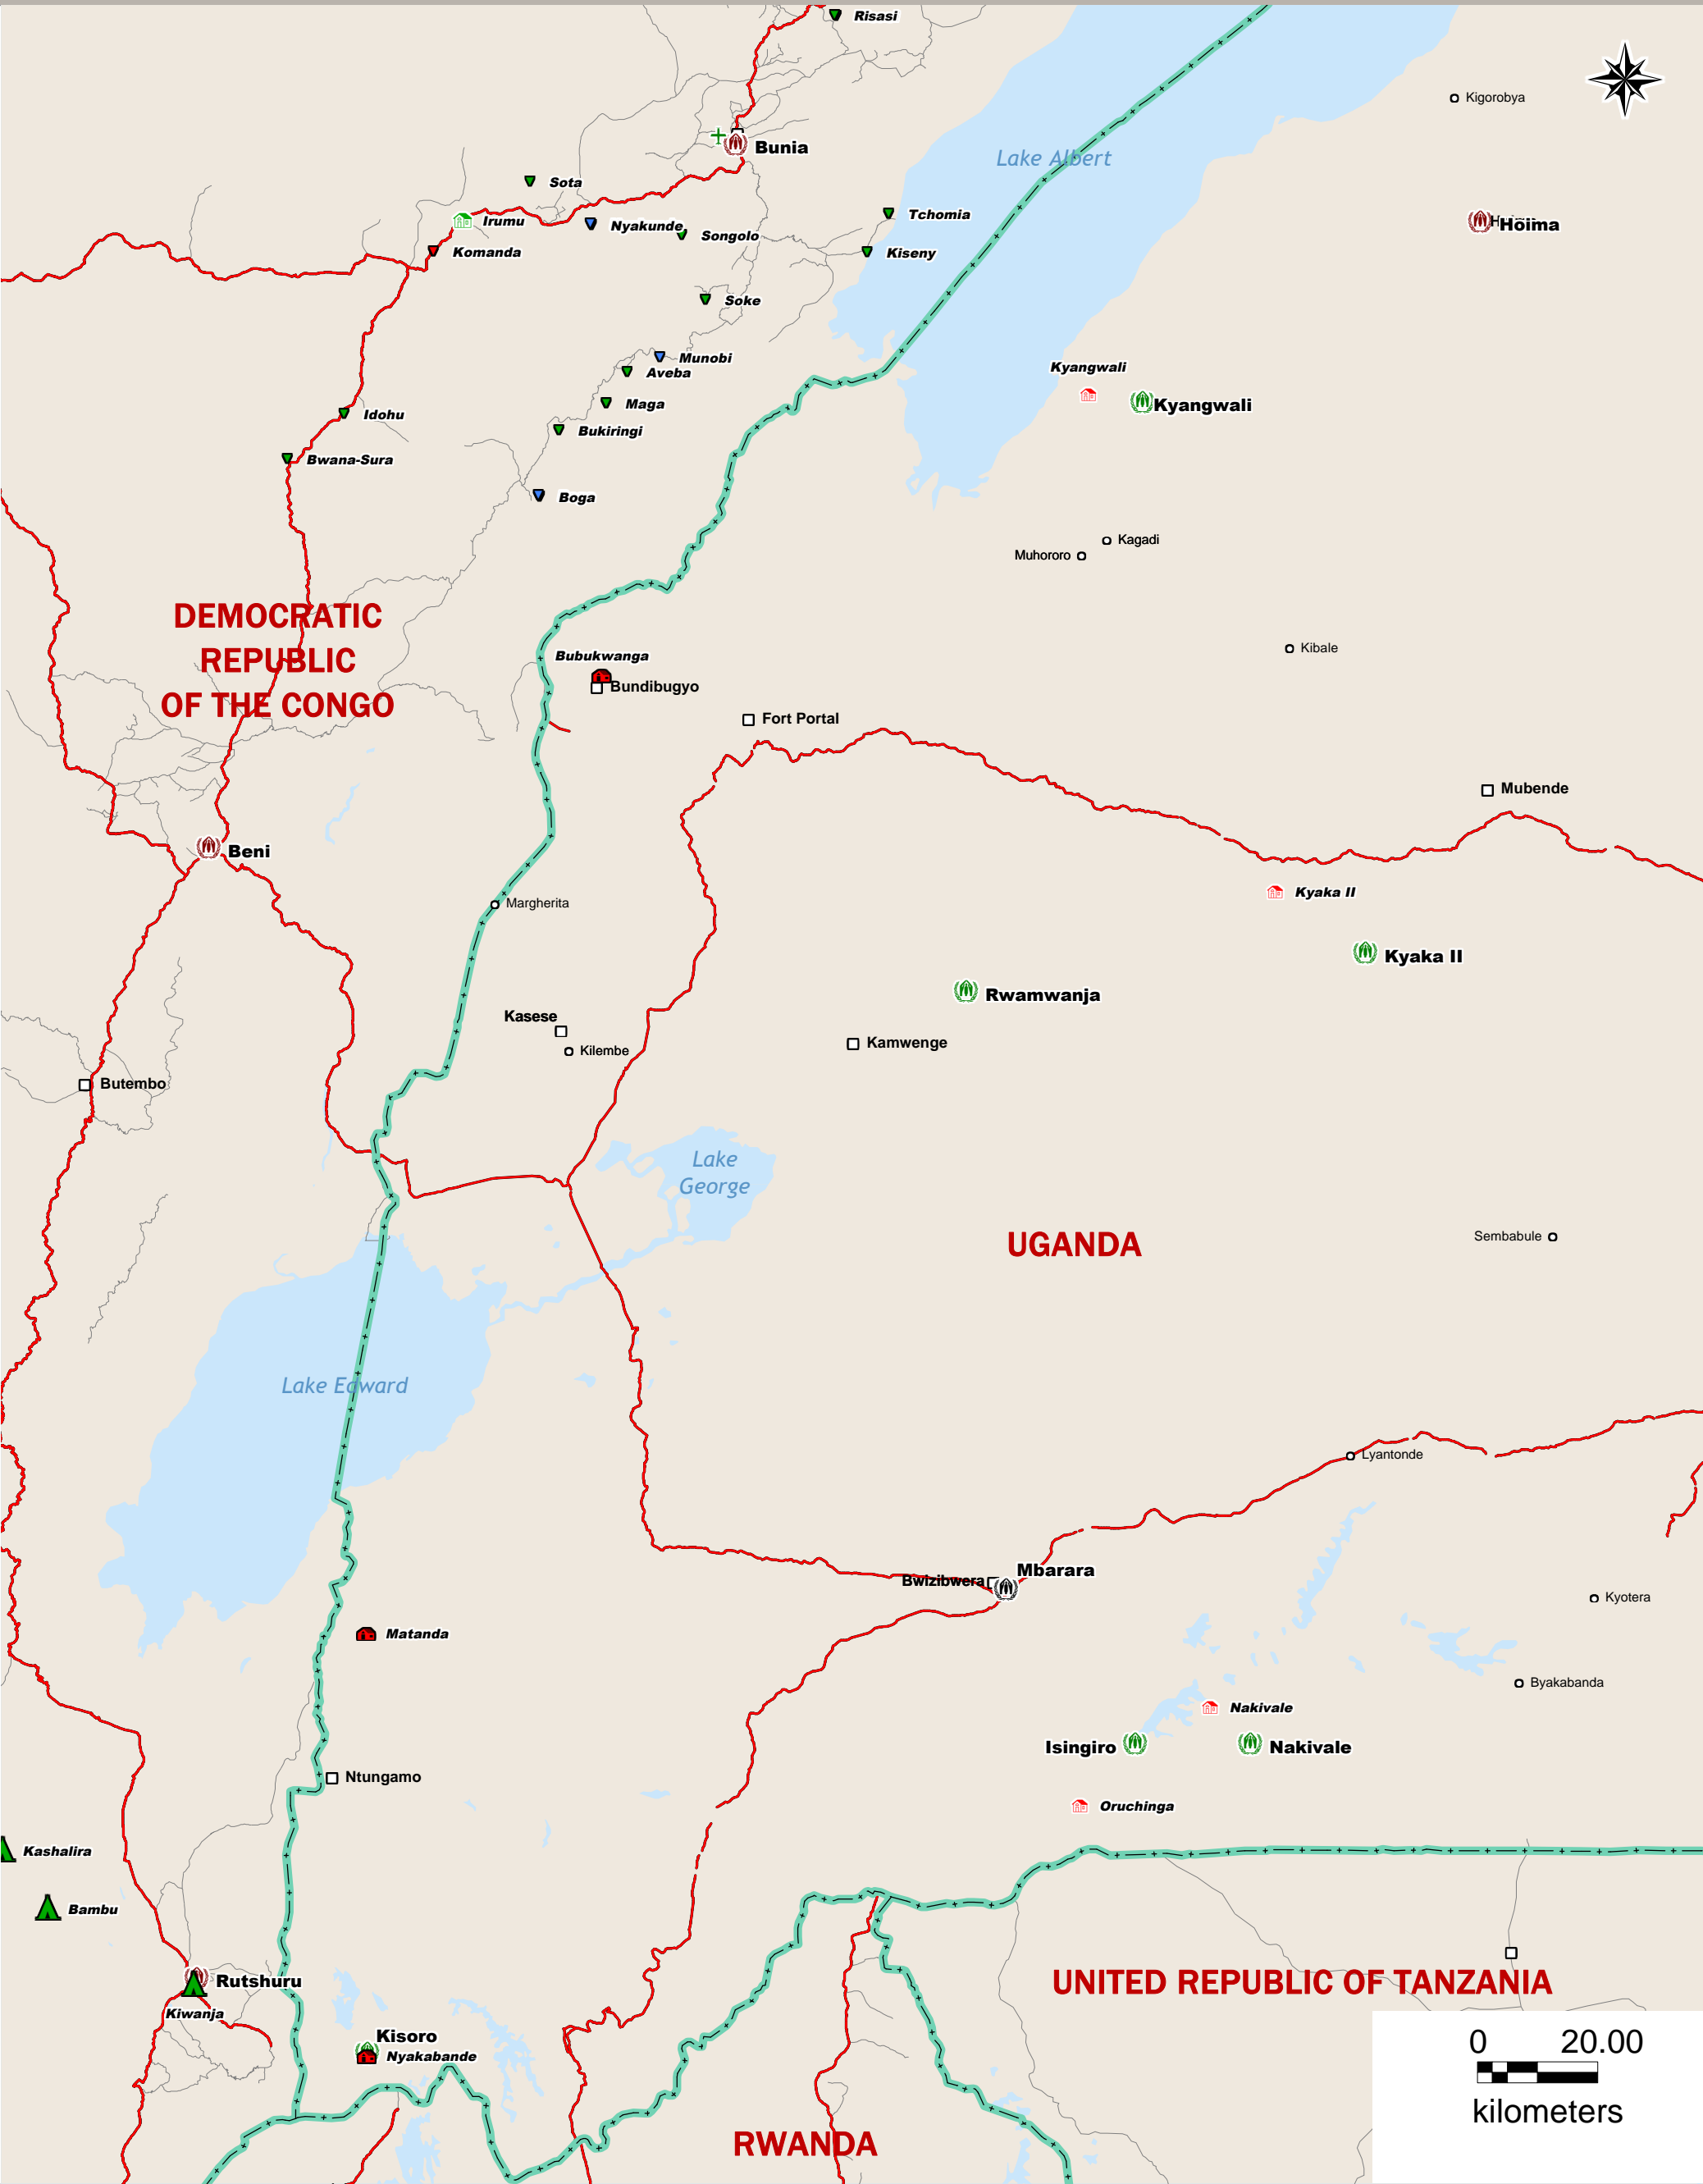 Risasi
Kigorobya
Bunia
Lake Albert
Sota
Irumu
Nyakunde
Songolo
Tchomia
Hoima
Komanda
Kiseny
Soke
Munobi
Aveba
Kyangwali
Kyangwali
Maga
Idohu
Bukiringi
Bwana-Sura
Boga
Kagadi
Muhororo
DEMOCRATIC
REPUBLIC
OF THE CONGO
Kibale
Bubukwanga
Bundibugyo
Fort Portal
Mubende
Beni
Kyaka II
Margherita
Kyaka II
Rwamwanja
Kasese
Kilembe
Kamwenge
Butembo
Lake
George
UGANDA
Sembabule
Lake Edward
Lyantonde
Mbarara
Bwizibwera
Kyotera
Matanda
Byakabanda
Nakivale
Isingiro
Nakivale
Ntungamo
Oruchinga
Kashalira
Bambu
Rutshuru
UNITED REPUBLIC OF TANZANIA
Kiwanja
Kisoro
Nyakabande
0 20.00
kilometers
RWANDA